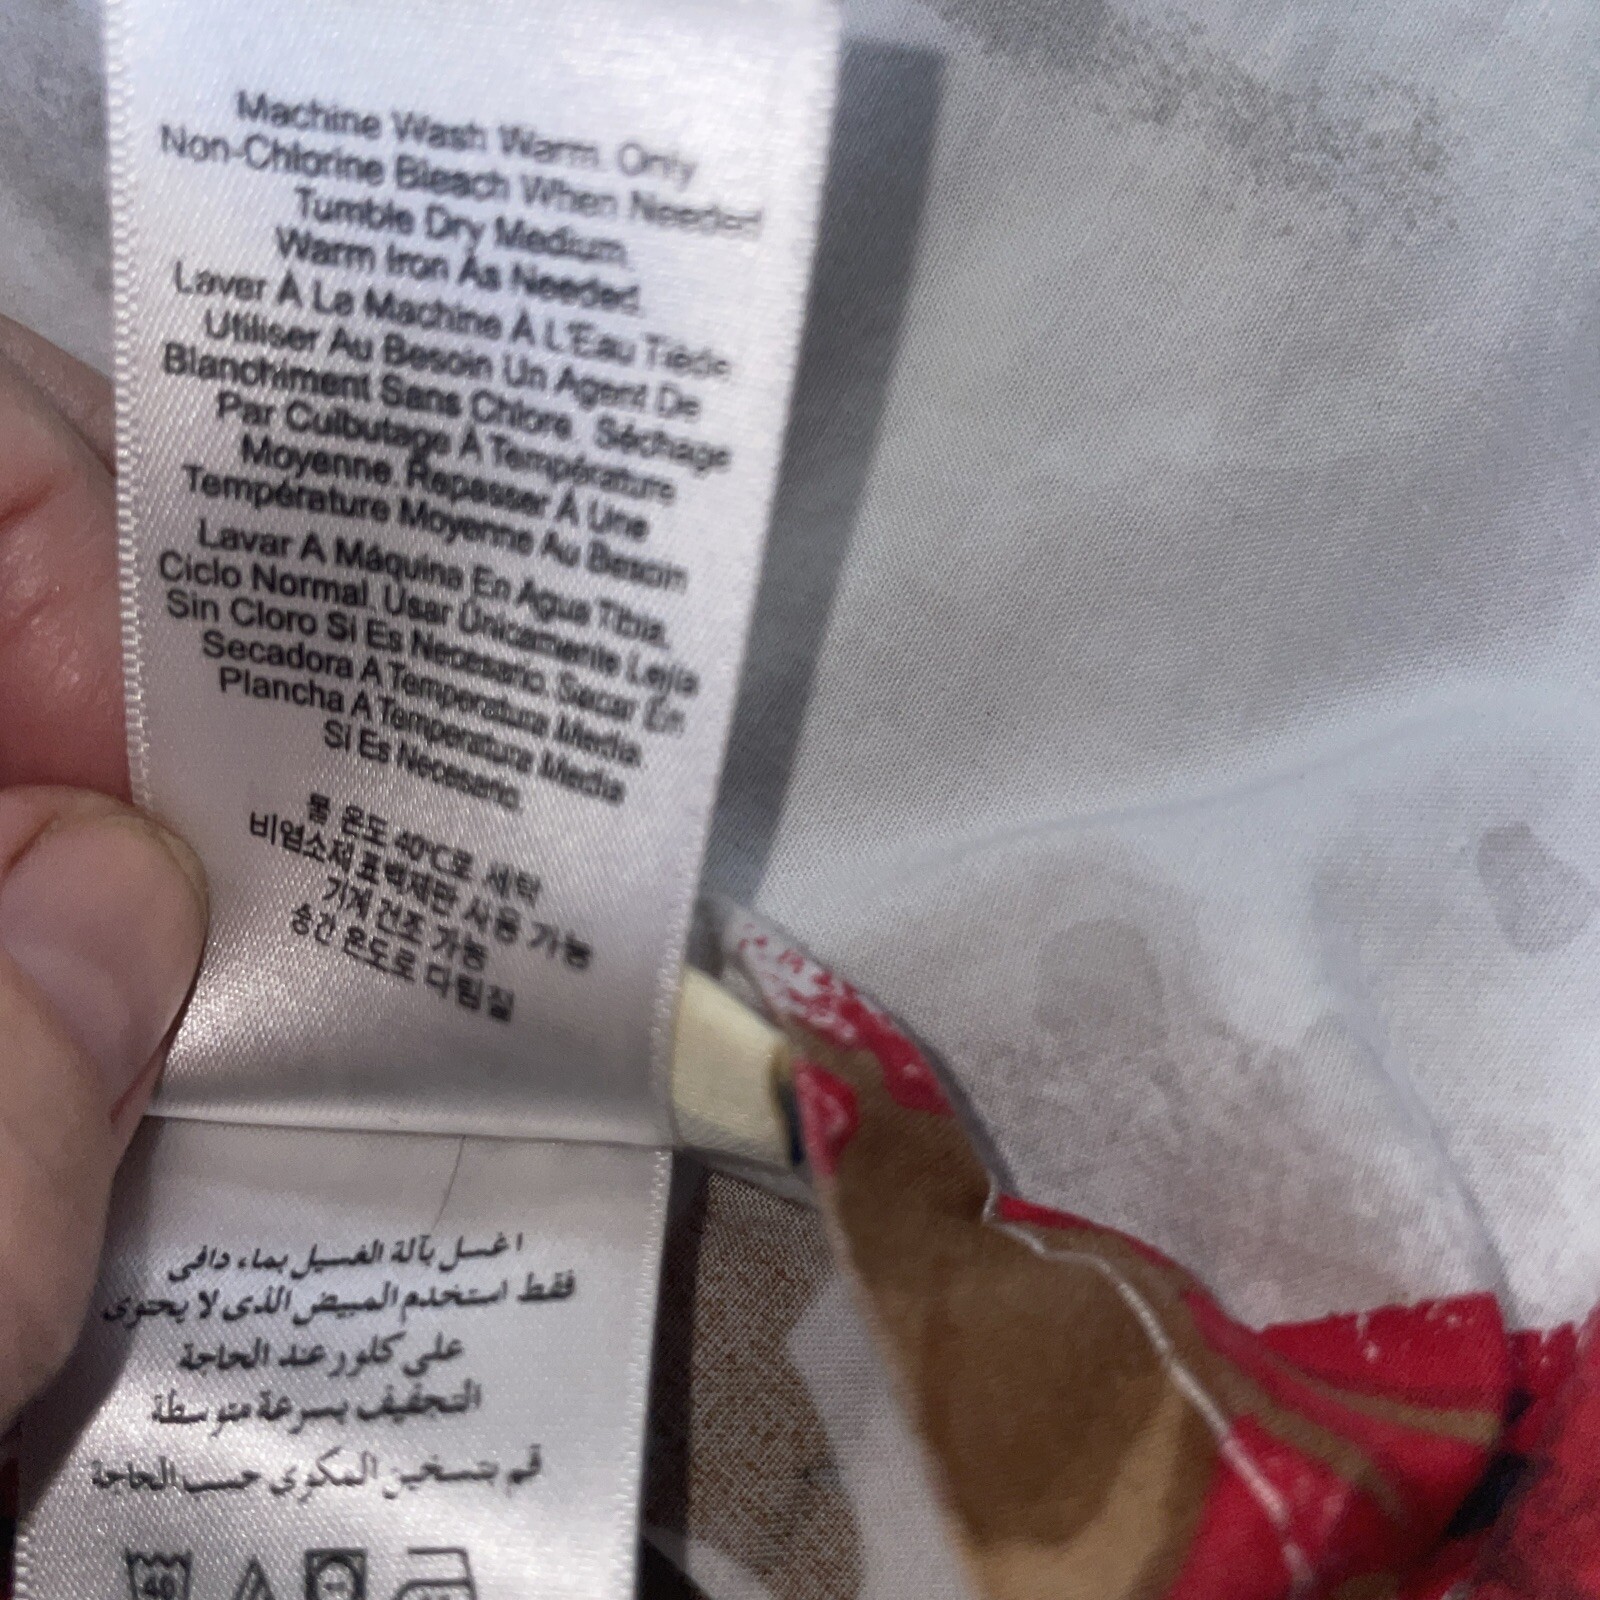 Machine Wash Warm. Only
Non-Chlorine Bleach When Needed
Tumble Dry Medium.
Warm Iron As Needed.
Laver À La Machine À L'Eau Tiède.
Utiliser Au Besoin Un Agent De
Blanchiment Sans Chlore. Séchage
Par Culbutage À Température
Moyenne. Repasser À Une
Température Moyenne Au Besoin
Lavar A Máquina En Agua Tibia,
Ciclo Normal. Usar Únicamente Lejía
Sin Cloro Si Es Necesario. Secar En
Secadora A Temperatura Media.
Plancha A Temperatura Media
Si Es Necesario.
물 온도 40℃로 세탁
비염소제 표백제만 사용 가능
기계 건조 가능
중간 온도로 다림질
اغسل بآلة الغسيل بماء دافى
فقط استخدم المبيض الذى لا يحوى
على كلور عند الحاجة
التجفيف بسرعة متوسطة
قم بتسخين المكوى حسب الحاجة
40